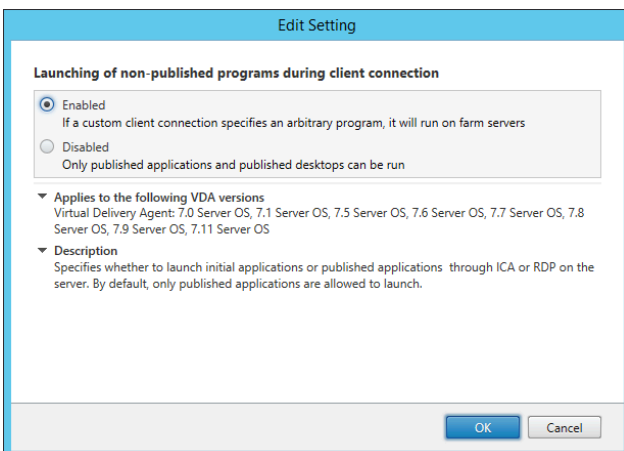 Edit Setting
Launching of non-published programs during client connection
Enabled
If a custom client connection specifies an arbitrary program, it will run on farm servers
Disabled
Only published applications and published desktops can be run
Applies to the following VDA versions
Virtual Delivery Agent: 7.0 Server OS, 7.1 Server OS, 7.5 Server OS, 7.6 Server OS, 7.7 Server OS, 7.8
Server OS, 7.9 Server OS, 7.11 Server OS
Description
Specifies whether to launch initial applications or published applications through ICA or RDP on the
server. By default, only published applications are allowed to launch.
OK
Cancel